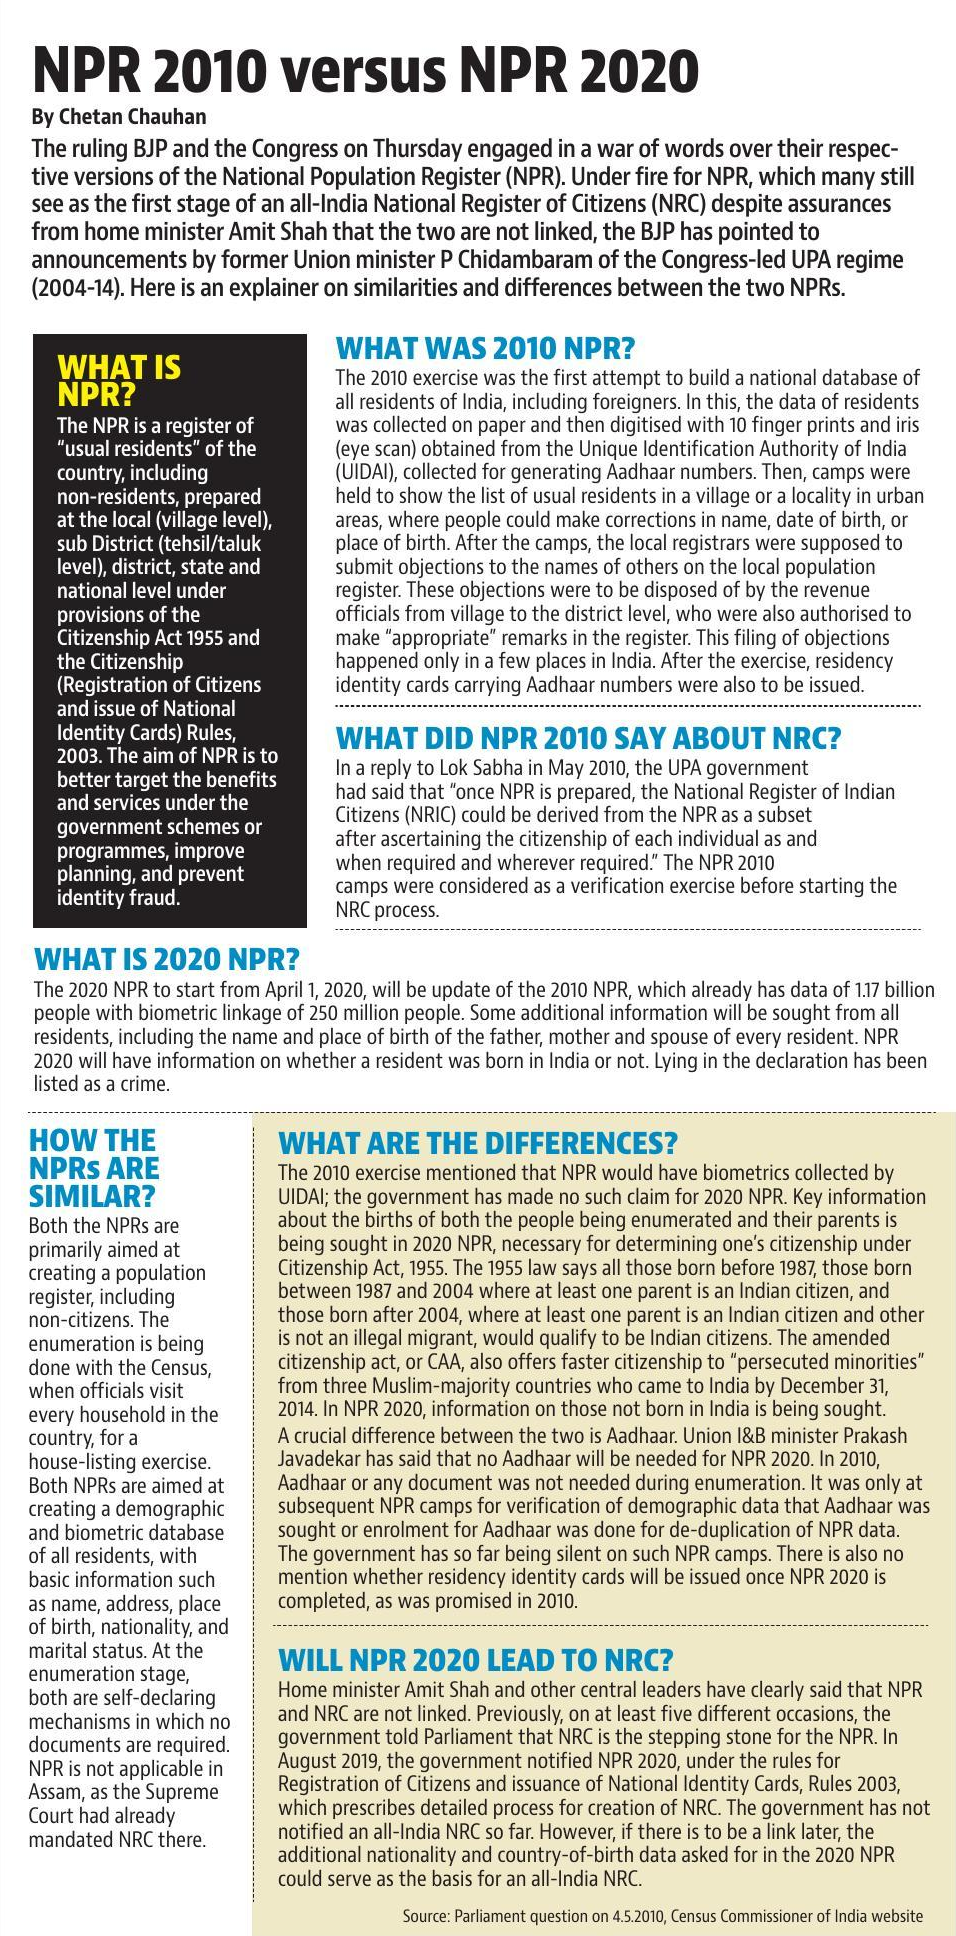 NPR 2010 versus NPR 2020
By Chetan Chauhan
The ruling BJP and the Congress on Thursday engaged in a war of words over their respec-
tive versions of the National Population Register (NPR). Under fire for NPR, which many still
see as the first stage of an all-India National Register of Citizens (NRC) despite assurances
from home minister Amit Shah that the two are not linked, the BJP has pointed to
announcements by former Union minister P Chidambaram of the Congress-led UPA regime
(2004-14). Here is an explainer on similarities and differences between the two NPRs.
WHAT IS
NPR?
The NPR is a register of
“usual residents” of the
country, including
non-residents, prepared
at the local (village level),
sub District (tehsil/taluk
level), district, state and
national level under
provisions of the
Citizenship Act 1955 and
the Citizenship
(Registration of Citizens
and issue of National
Identity Cards) Rules,
2003. The aim of NPR is to
better target the benefits
and services under the
government schemes or
programmes, improve
planning, and prevent
identity fraud.
WHAT WAS 2010 NPR?
The 2010 exercise was the first attempt to build a national database of
all residents of India, including foreigners. In this, the data of residents
was collected on paper and then digitised with 10 finger prints and iris
(eye scan) obtained from the Unique Identification Authority of India
(UIDAI), collected for generating Aadhaar numbers. Then, camps were
held to show the list of usual residents in a village or a locality in urban
areas, where people could make corrections in name, date of birth, or
place of birth. After the camps, the local registrars were supposed to
submit objections to the names of others on the local population
register. These objections were to be disposed of by the revenue
officials from village to the district level, who were also authorised to
make “appropriate” remarks in the register. This filing of objections
happened only in a few places in India. After the exercise, residency
identity cards carrying Aadhaar numbers were also to be issued.
WHAT DID NPR 2010 SAY ABOUT NRC?
In a reply to Lok Sabha in May 2010, the UPA government
had said that “once NPR is prepared, the National Register of Indian
Citizens (NRIC) could be derived from the NPR as a subset
after ascertaining the citizenship of each individual as and
when required and wherever required.” The NPR 2010
camps were considered as a verification exercise before starting the
NRC process.
WHAT IS 2020 NPR?
The 2020 NPR to start from April 1, 2020, will be update of the 2010 NPR, which already has data of 1.17 billion
people with biometric linkage of 250 million people. Some additional information will be sought from all
residents, including the name and place of birth of the father, mother and spouse of every resident. NPR
2020 will have information on whether a resident was born in India or not. Lying in the declaration has been
listed as a crime.
HOW THE
NPRs ARE
SIMILAR?
Both the NPRs are
primarily aimed at
creating a population
register, including
non-citizens. The
enumeration is being
done with the Census,
when officials visit
every household in the
country, for a
house-listing exercise.
Both NPRs are aimed at
creating a demographic
and biometric database
of all residents, with
basic information such
as name, address, place
of birth, nationality, and
marital status. At the
enumeration stage,
both are self-declaring
mechanisms in which no
documents are required.
NPR is not applicable in
Assam, as the Supreme
Court had already
mandated NRC there.
WHAT ARE THE DIFFERENCES?
The 2010 exercise mentioned that NPR would have biometrics collected by
UIDAI; the government has made no such claim for 2020 NPR. Key information
about the births of both the people being enumerated and their parents is
being sought in 2020 NPR, necessary for determining one’s citizenship under
Citizenship Act, 1955. The 1955 law says all those born before 1987, those born
between 1987 and 2004 where at least one parent is an Indian citizen, and
those born after 2004, where at least one parent is an Indian citizen and other
is not an illegal migrant, would qualify to be Indian citizens. The amended
citizenship act, or CAA, also offers faster citizenship to “persecuted minorities”
from three Muslim-majority countries who came to India by December 31,
2014. In NPR 2020, information on those not born in India is being sought.
A crucial difference between the two is Aadhaar. Union I&B minister Prakash
Javadekar has said that no Aadhaar will be needed for NPR 2020. In 2010,
Aadhaar or any document was not needed during enumeration. It was only at
subsequent NPR camps for verification of demographic data that Aadhaar was
sought or enrolment for Aadhaar was done for de-duplication of NPR data.
The government has so far being silent on such NPR camps. There is also no
mention whether residency identity cards will be issued once NPR 2020 is
completed, as was promised in 2010.
WILL NPR 2020 LEAD TO NRC?
Home minister Amit Shah and other central leaders have clearly said that NPR
and NRC are not linked. Previously, on at least five different occasions, the
government told Parliament that NRC is the stepping stone for the NPR. In
August 2019, the government notified NPR 2020, under the rules for
Registration of Citizens and issuance of National Identity Cards, Rules 2003,
which prescribes detailed process for creation of NRC. The government has not
notified an all-India NRC so far. However, if there is to be a link later, the
additional nationality and country-of-birth data asked for in the 2020 NPR
could serve as the basis for an all-India NRC.
Source: Parliament question on 4.5.2010, Census Commissioner of India website